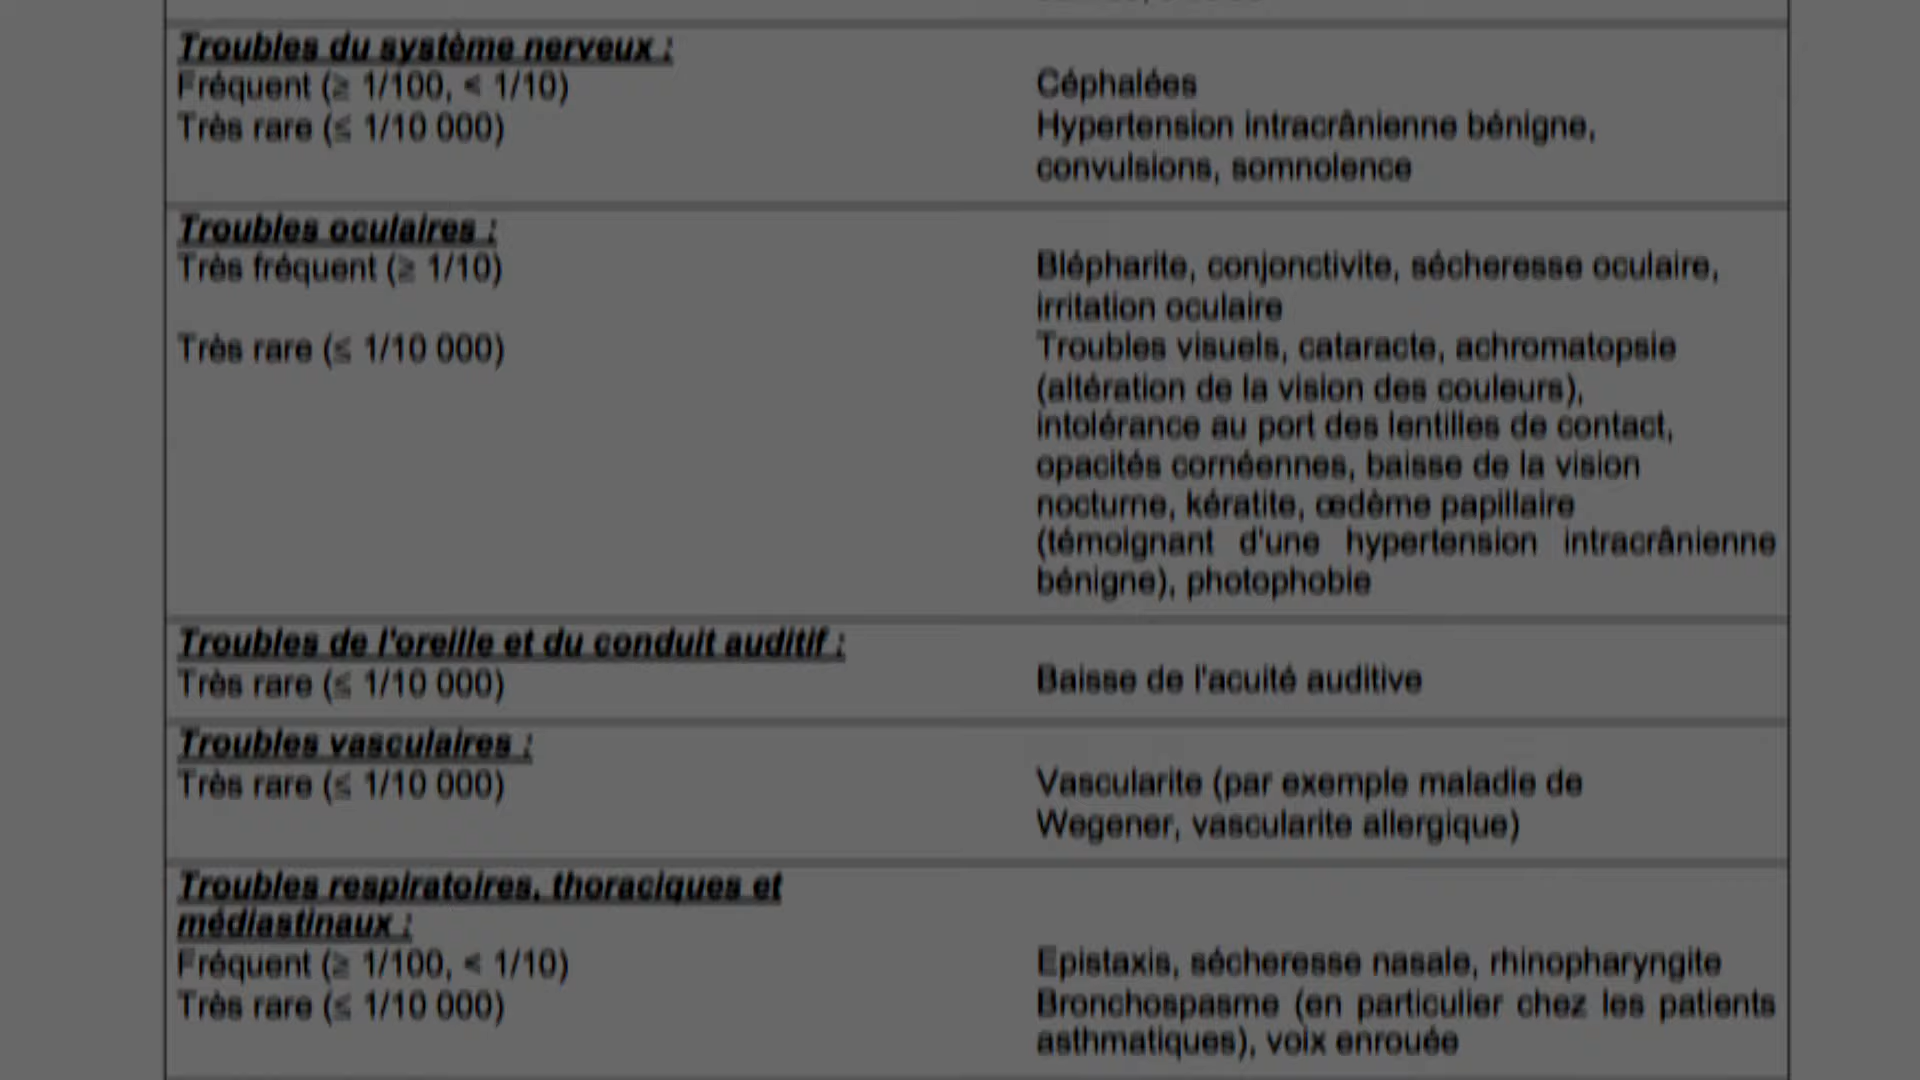 Troubles du système nerveux :
Fréquent (≥ 1/100, < 1/10)
Céphalées
Très rare (≤ 1/10 000)
Hypertension intracrânienne bénigne,
convulsions, somnolence
Troubles oculaires :
Très fréquent (≥ 1/10)
Blépharite, conjonctivite, sécheresse oculaire,
irritation oculaire
Très rare (≤ 1/10 000)
Troubles visuels, cataracte, achromatopsie
(altération de la vision des couleurs),
intolérance au port des lentilles de contact,
opacités cornéennes, baisse de la vision
nocturne, kératite, œdème papillaire
(témoignant d'une hypertension intracrânienne
bénigne), photophobie
Troubles de l'oreille et du conduit auditif :
Très rare (≤ 1/10 000)
Baisse de l'acuité auditive
Troubles vasculaires :
Très rare (≤ 1/10 000)
Vascularite (par exemple maladie de
Wegener, vascularite allergique)
Troubles respiratoires, thoraciques et
médiastinaux :
Fréquent (≥ 1/100, < 1/10)
Epistaxis, sécheresse nasale, rhinopharyngite
Très rare (≤ 1/10 000)
Bronchospasme (en particulier chez les patients
asthmatiques), voix enrouée